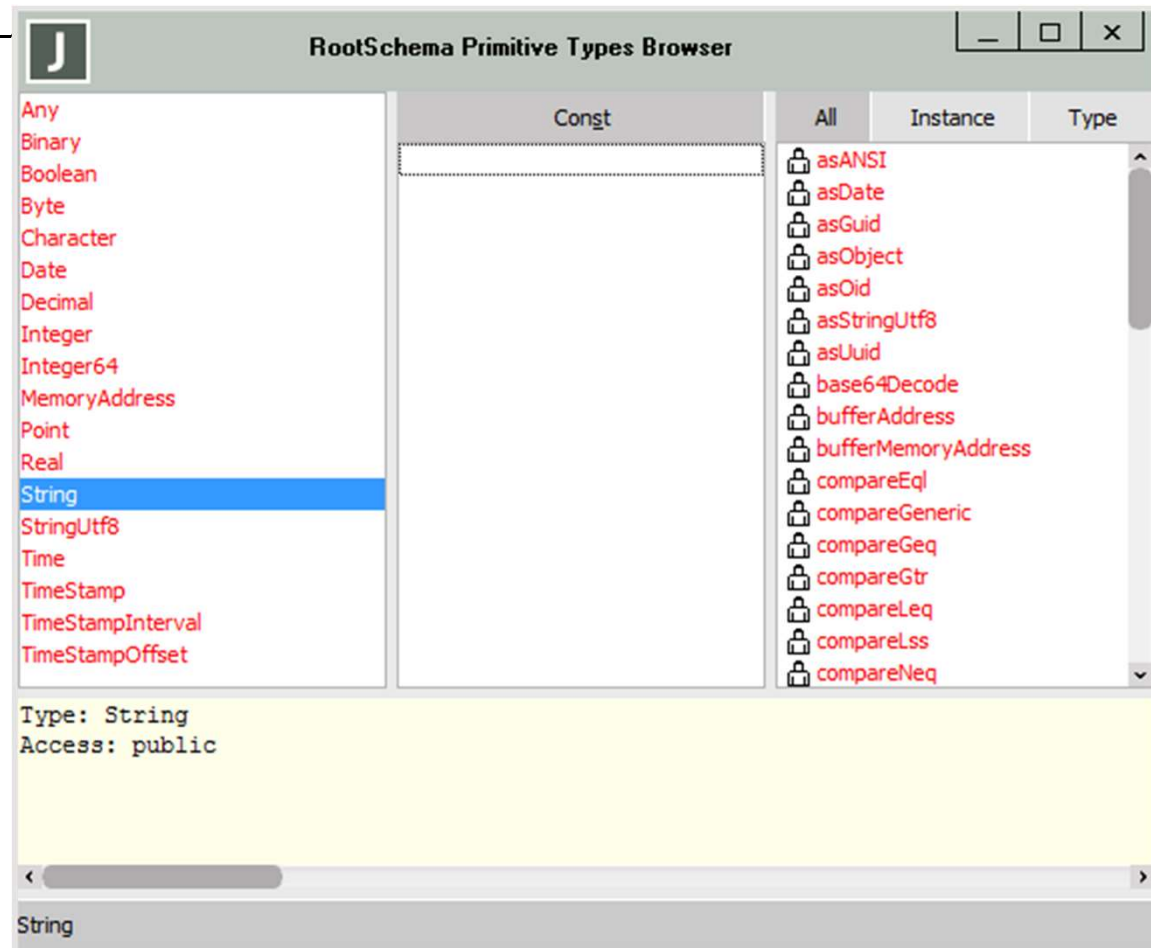 J
RootSchema Primitive Types Browser
Any
Binary
Boolean
Byte
Character
Date
Decimal
Integer
Integer64
MemoryAddress
Point
Real
String
StringUtf8
Time
TimeStamp
TimeStampInterval
TimeStampOffset
Const
All Instance Type
asANSI
asDate
asGuid
asObject
asOid
asStringUtf8
asUuid
base64Decode
bufferAddress
bufferMemoryAddress
compareEql
compareGeneric
compareGeq
compareGtr
compareLeq
compareLss
compareNeq
Type: String
Access: public
String